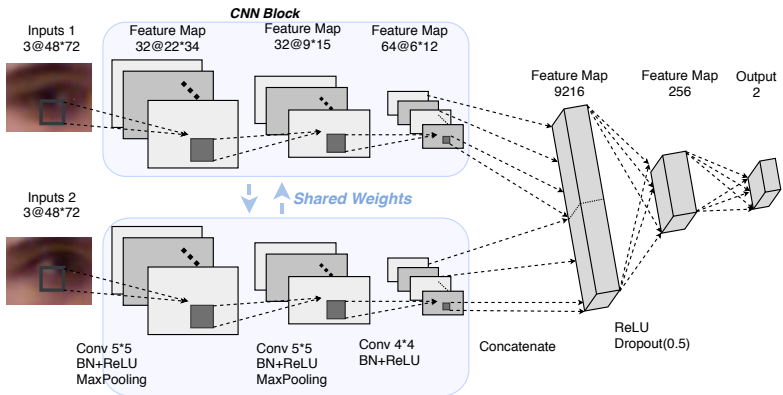 CNN Block
Inputs 1
3@48*72
Feature Map
32@22*34
Feature Map
32@9*15
Feature Map
64@6*12
Feature Map
9216
Feature Map
256
Output
2
Shared Weights
Inputs 2
3@48*72
Conv 5*5
BN+ReLU
MaxPooling
Conv 5*5
BN+ReLU
MaxPooling
Conv 4*4
BN+ReLU
Concatenate
ReLU
Dropout(0.5)